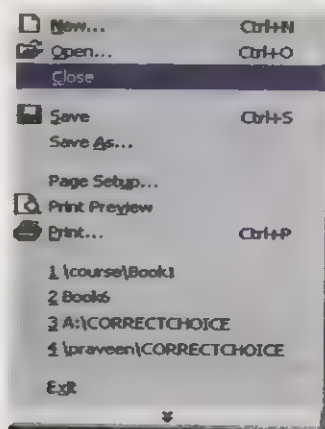 New... Ctrl+N
Open... Ctrl+O
Close
Save Ctrl+S
Save As...
Page Setup...
Print Preview
Print... Ctrl+P
1 \course\Book1
2 Book6
3 A:\CORRECTCHOICE
4 \praveen\CORRECTCHOICE
Exit